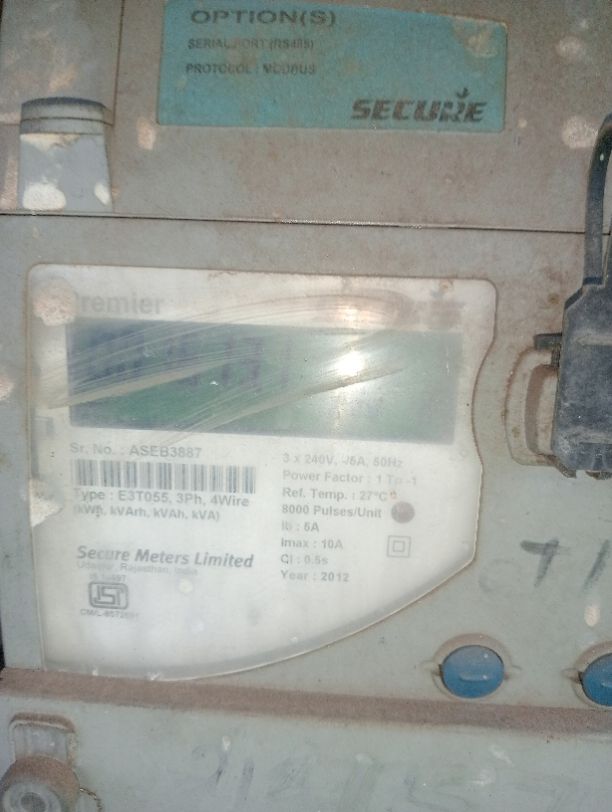 OPTION(S)
SERIAL PORT (RS485)
PROTOCOL : MODBUS
SECURE
Premier
Sr. No. : ASEB3887
Type : E3T055, 3Ph, 4Wire
(kWh, kVArh, kVAh, kVA)
3 x 240V, -/5A, 50Hz
Power Factor : 1 To -1
Ref. Temp. : 27°C
8000 Pulses/Unit
Ib : 5A
Imax : 10A
Cl : 0.5s
Year : 2012
Secure Meters Limited
Udaipur, Rajasthan, India